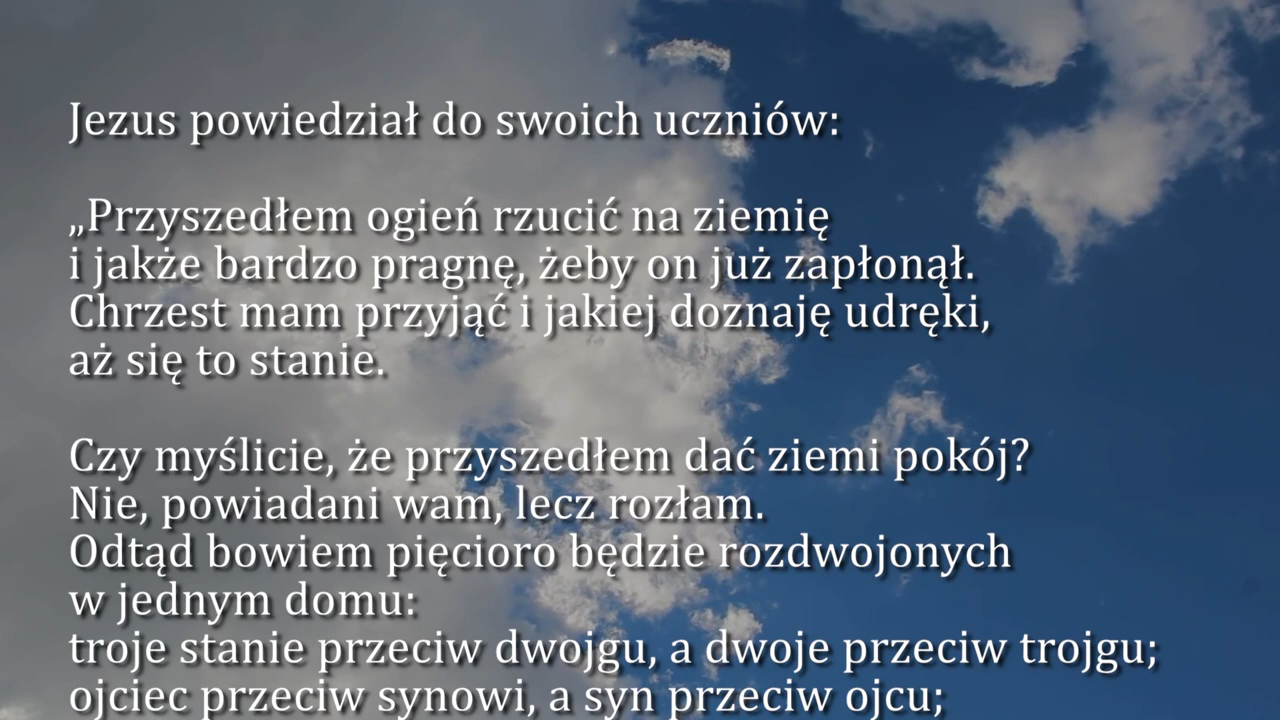 Jezus powiedział do swoich uczniów:
„Przyszedłem ogień rzucić na ziemię
i jakże bardzo pragnę, żeby on już zapłonął.
Chrzest mam przyjąć i jakiej doznaję udręki,
aż się to stanie.
Czy myślicie, że przyszedłem dać ziemi pokój?
Nie, powiadani wam, lecz rozłam.
Odtąd bowiem pięcioro będzie rozdwojonych
w jednym domu:
troje stanie przeciw dwojgu, a dwoje przeciw trojgu;
ojciec przeciw synowi, a syn przeciw ojcu;